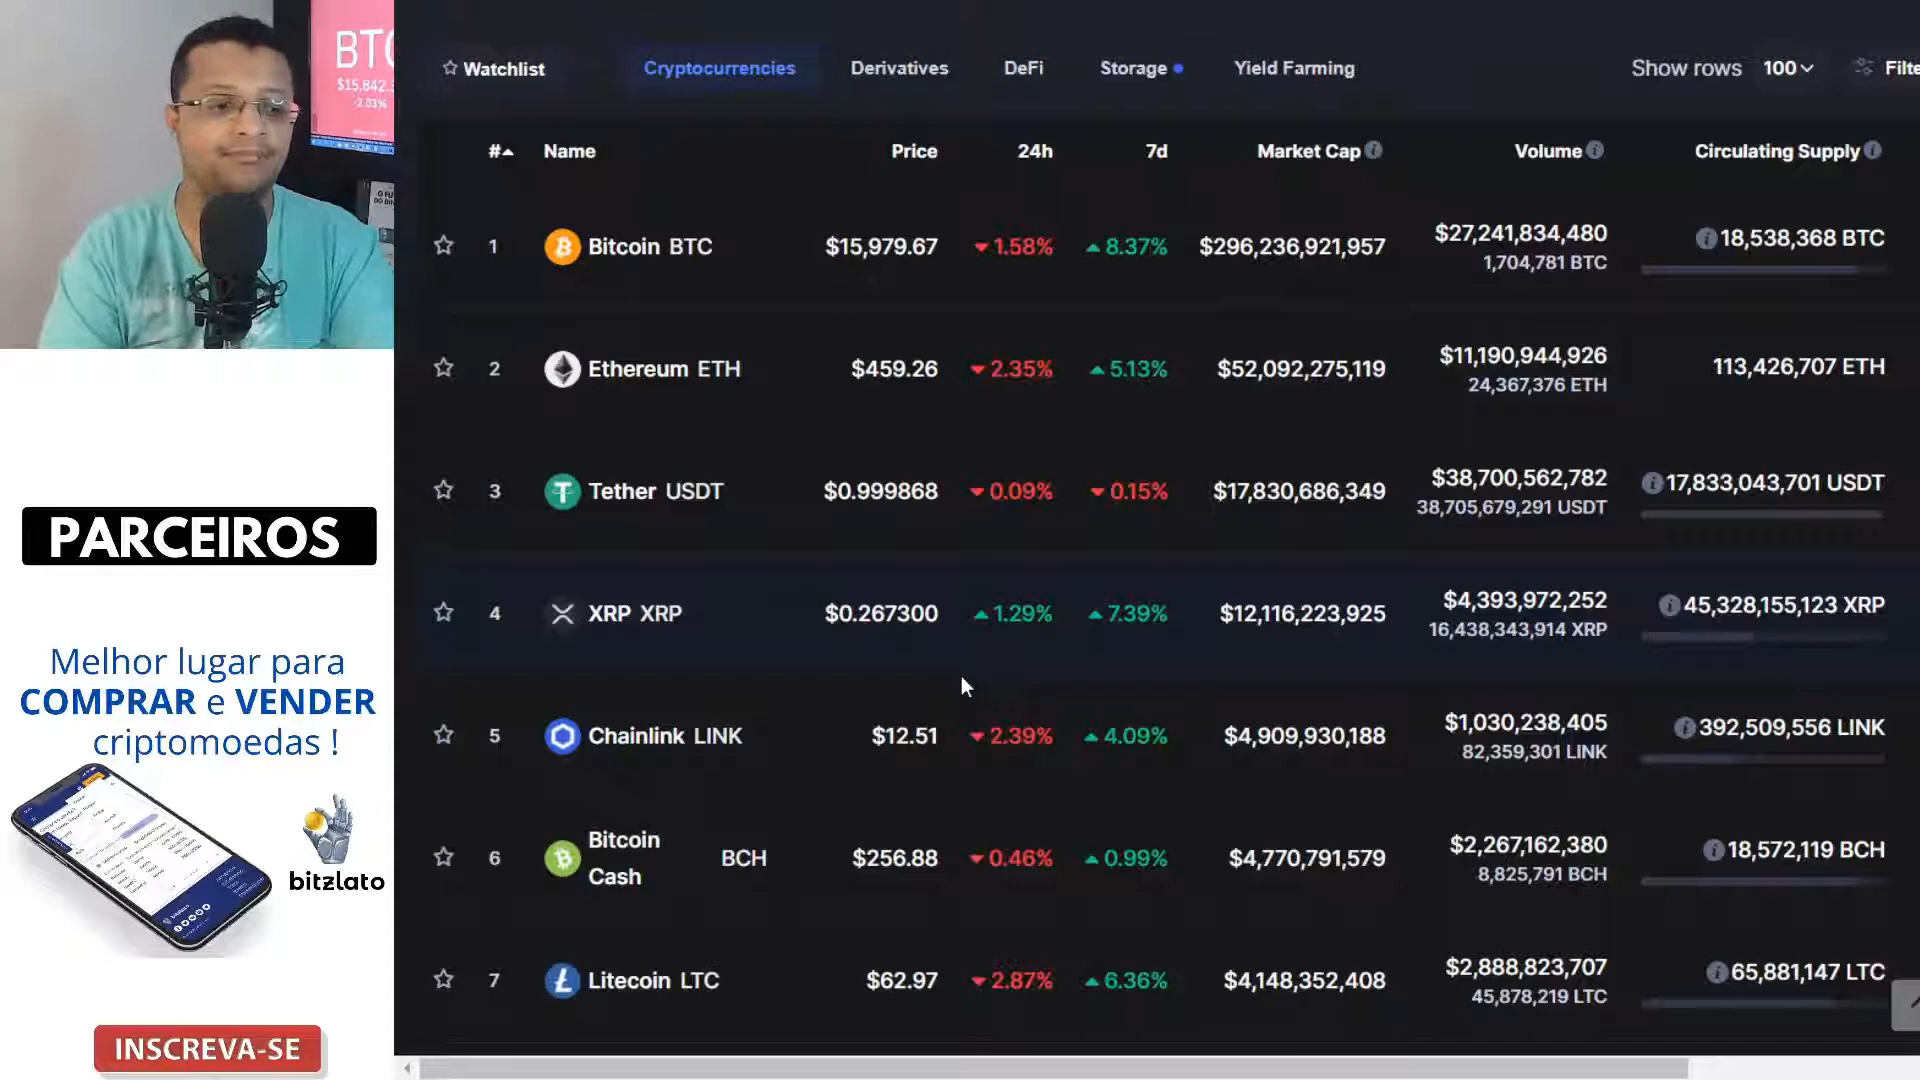 BTC
$15,842.
-2.03%
PARCEIROS
Melhor lugar para
COMPRAR e VENDER
criptomoedas !
bitzlato
INSCREVA-SE
Watchlist Cryptocurrencies Derivatives DeFi Storage Yield Farming Show rows 100 Filte
# Name Price 24h 7d Market Cap Volume Circulating Supply
1 Bitcoin BTC $15,979.67 1.58% 8.37% $296,236,921,957 $27,241,834,480 18,538,368 BTC
1,704,781 BTC
2 Ethereum ETH $459.26 2.35% 5.13% $52,092,275,119 $11,190,944,926 113,426,707 ETH
24,367,376 ETH
3 Tether USDT $0.999868 0.09% 0.15% $17,830,686,349 $38,700,562,782 17,833,043,701 USDT
38,705,679,291 USDT
4 XRP XRP $0.267300 1.29% 7.39% $12,116,223,925 $4,393,972,252 45,328,155,123 XRP
16,438,343,914 XRP
5 Chainlink LINK $12.51 2.39% 4.09% $4,909,930,188 $1,030,238,405 392,509,556 LINK
82,359,301 LINK
6 Bitcoin Cash BCH $256.88 0.46% 0.99% $4,770,791,579 $2,267,162,380 18,572,119 BCH
8,825,791 BCH
7 Litecoin LTC $62.97 2.87% 6.36% $4,148,352,408 $2,888,823,707 65,881,147 LTC
45,878,219 LTC